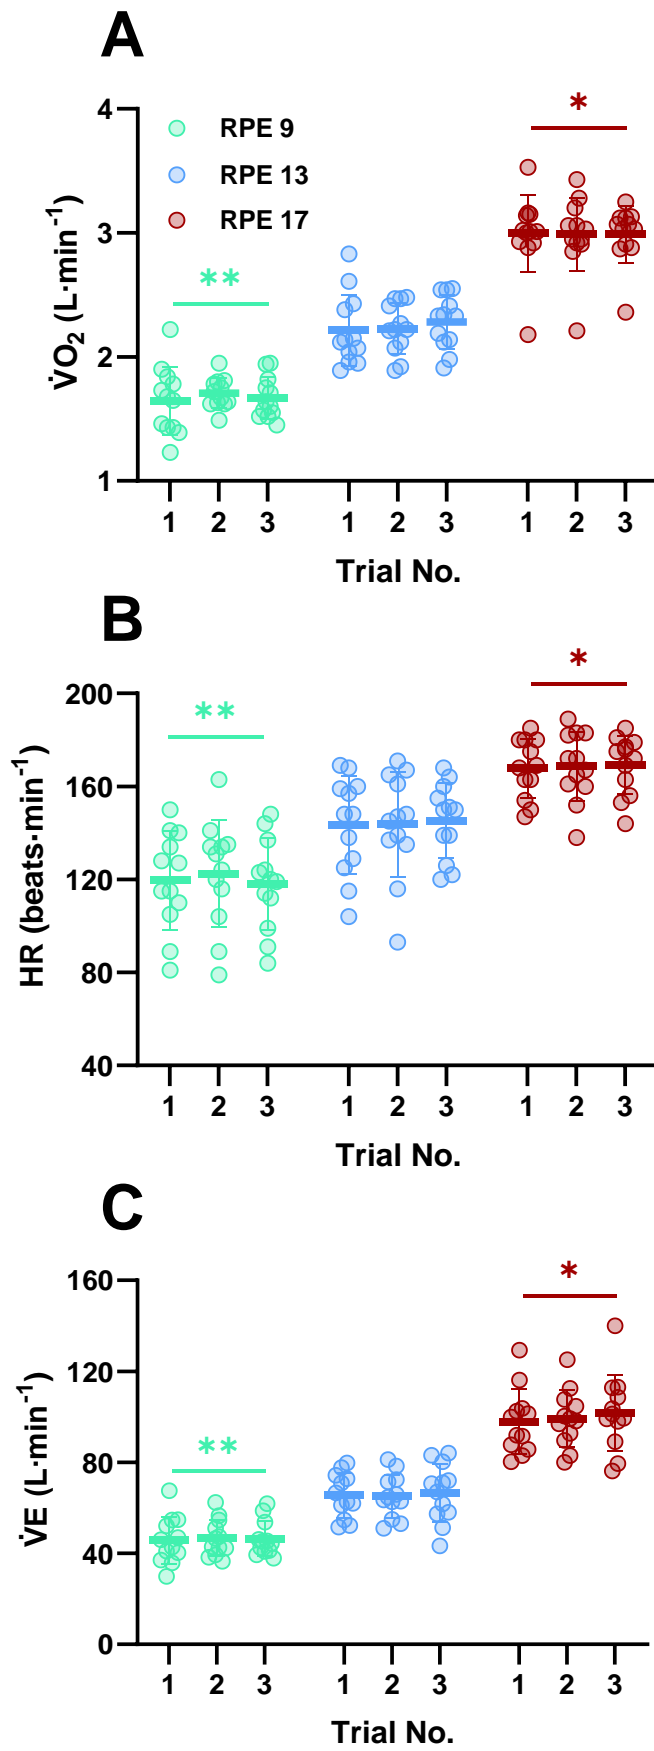 A
4
3
2
1
V̇O₂ (L·min⁻¹)
RPE 9
RPE 13
RPE 17
**
*
1 2 3 1 2 3 1 2 3
Trial No.
B
200
160
120
80
40
HR (beats·min⁻¹)
**
*
1 2 3 1 2 3 1 2 3
Trial No.
C
160
120
80
40
0
V̇E (L·min⁻¹)
**
*
1 2 3 1 2 3 1 2 3
Trial No.